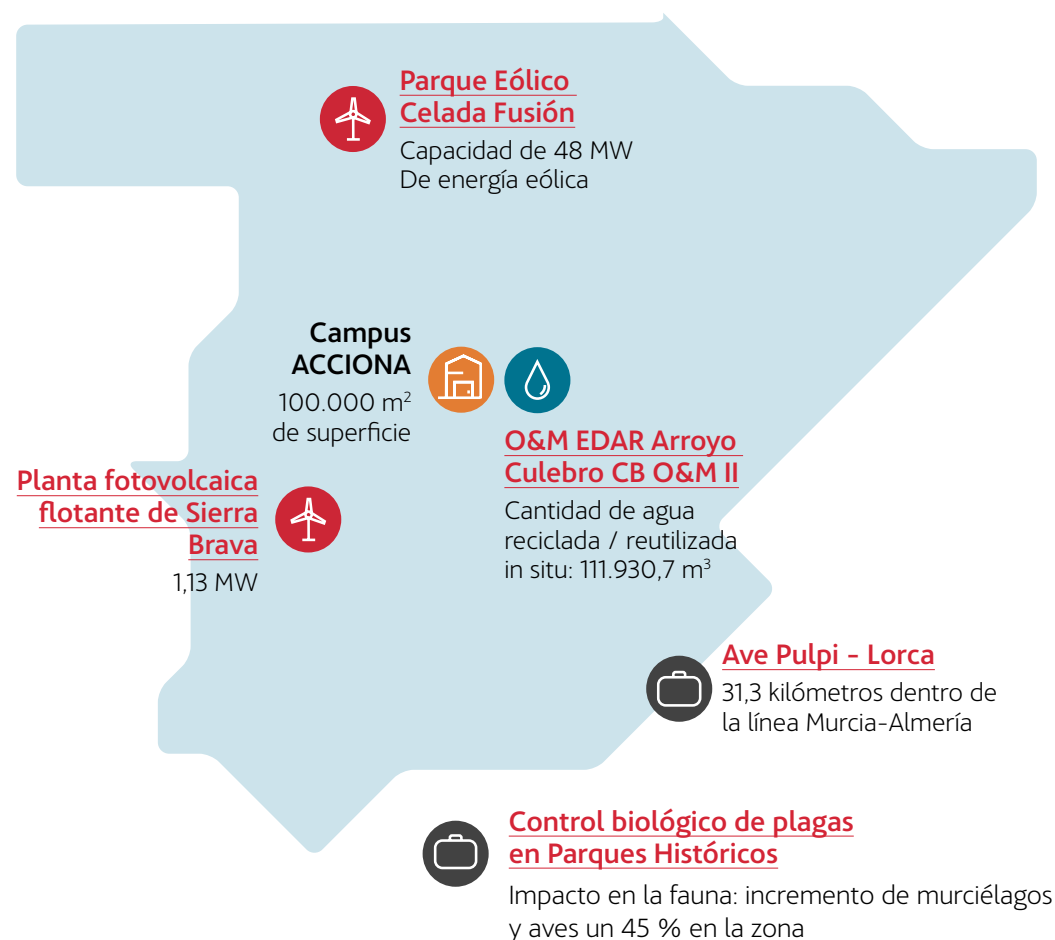 Parque Eólico
Celada Fusión
Capacidad de 48 MW
De energía eólica
Campus
ACCIONA
100.000 m²
de superficie
O&M EDAR Arroyo
Culebro CB O&M II
Cantidad de agua
reciclada / reutilizada
in situ: 111.930,7 m³
Planta fotovolcaica
flotante de Sierra
Brava
1,13 MW
Ave Pulpi - Lorca
31,3 kilómetros dentro de
la línea Murcia-Almería
Control biológico de plagas
en Parques Históricos
Impacto en la fauna: incremento de murciélagos
y aves un 45 % en la zona